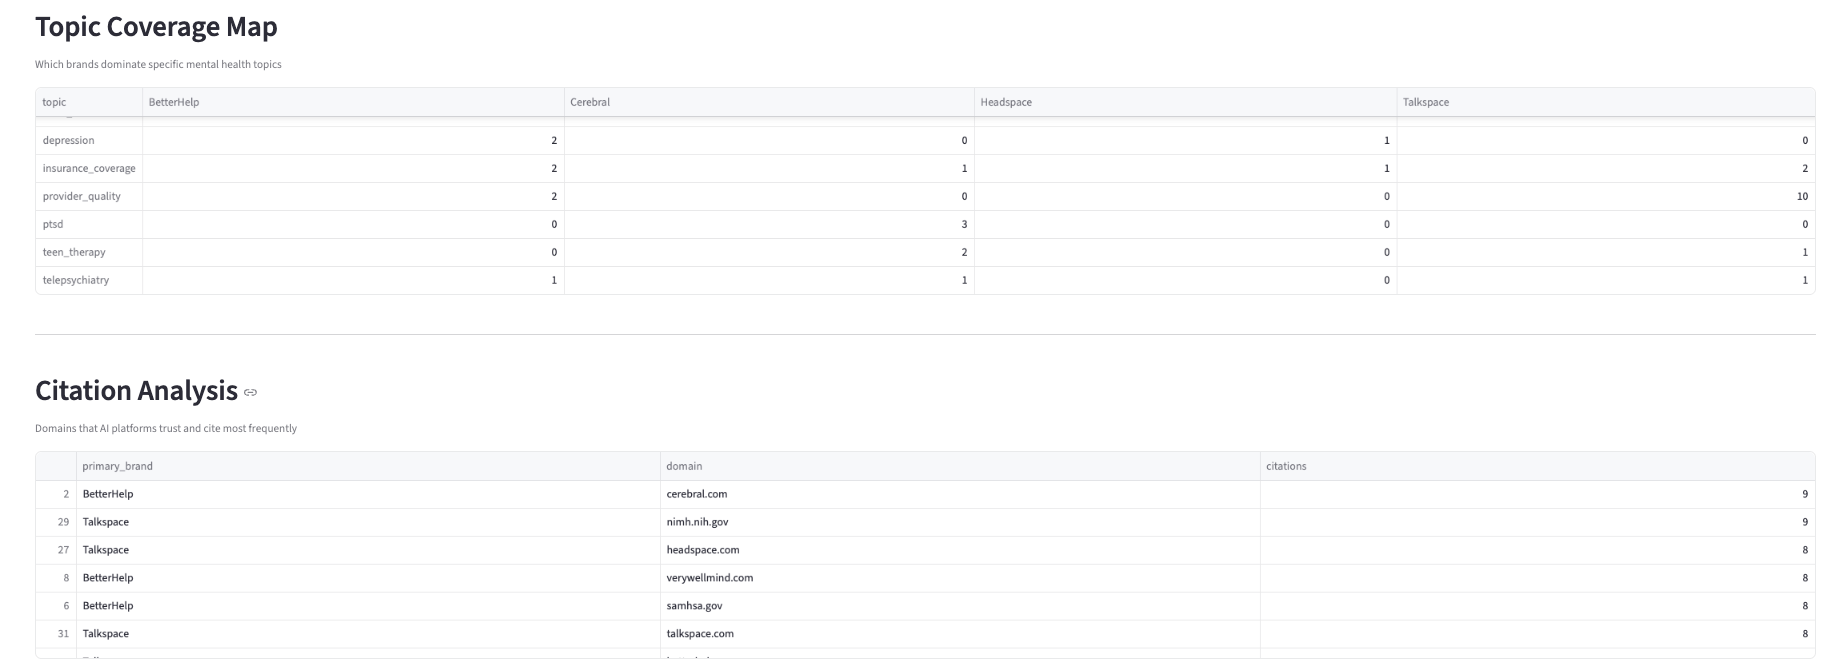 Topic Coverage Map
Which brands dominate specific mental health topics
topic BetterHelp Cerebral Headspace Talkspace
depression 2 0 1 0
insurance_coverage 2 1 1 2
provider_quality 2 0 0 10
ptsd 0 3 0 0
teen_therapy 0 2 0 1
telepsychiatry 1 1 0 1
Citation Analysis
Domains that AI platforms trust and cite most frequently
primary_brand domain citations
2 BetterHelp cerebral.com 9
29 Talkspace nimh.nih.gov 9
27 Talkspace headspace.com 8
8 BetterHelp verywellmind.com 8
6 BetterHelp samhsa.gov 8
31 Talkspace talkspace.com 8